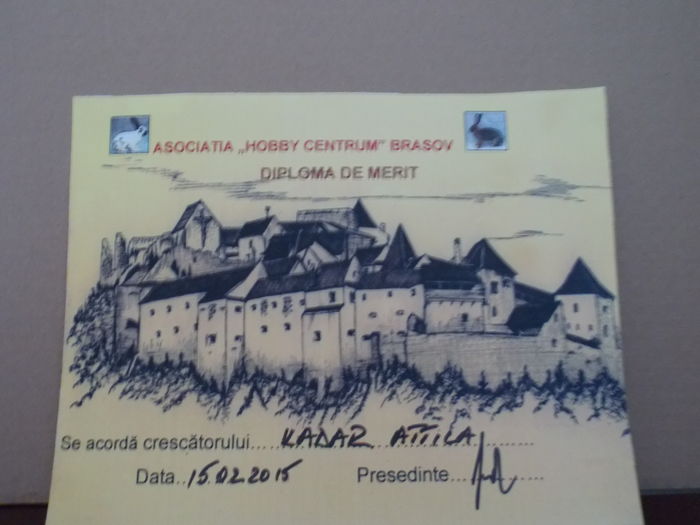 ASOCIATIA „HOBBY CENTRUM" BRASOV
DIPLOMA DE MERIT
Se acordă crescătorului.......KADAR ATTILA.........
Data..15.02.2015 Presedinte...........